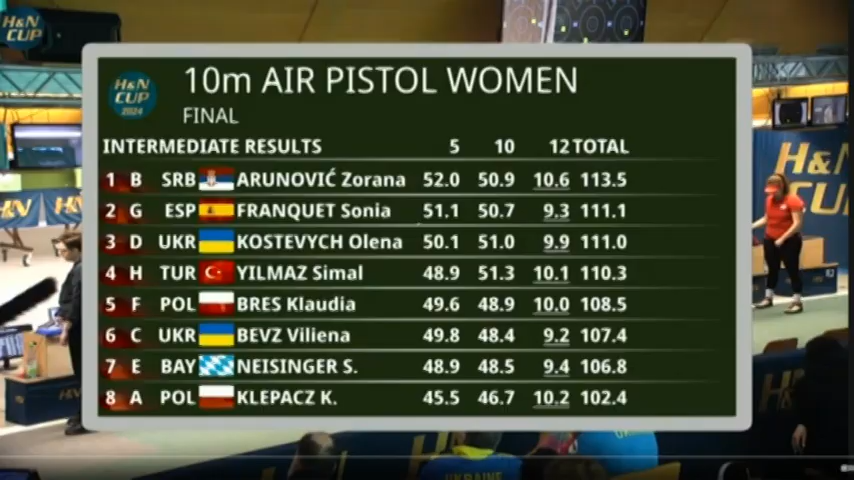 H&N
CUP
H&N
CUP
2024
10m AIR PISTOL WOMEN
FINAL
INTERMEDIATE RESULTS 5 10 12 TOTAL
1 B SRB ARUNOVIĆ Zorana 52.0 50.9 10.6 113.5
2 G ESP FRANQUET Sonia 51.1 50.7 9.3 111.1
3 D UKR KOSTEVYCH Olena 50.1 51.0 9.9 111.0
4 H TUR YILMAZ Simal 48.9 51.3 10.1 110.3
5 F POL BRES Klaudia 49.6 48.9 10.0 108.5
6 C UKR BEVZ Viliena 49.8 48.4 9.2 107.4
7 E BAY NEISINGER S. 48.9 48.5 9.4 106.8
8 A POL KLEPACZ K. 45.5 46.7 10.2 102.4
H&N
CU
UKRAINE